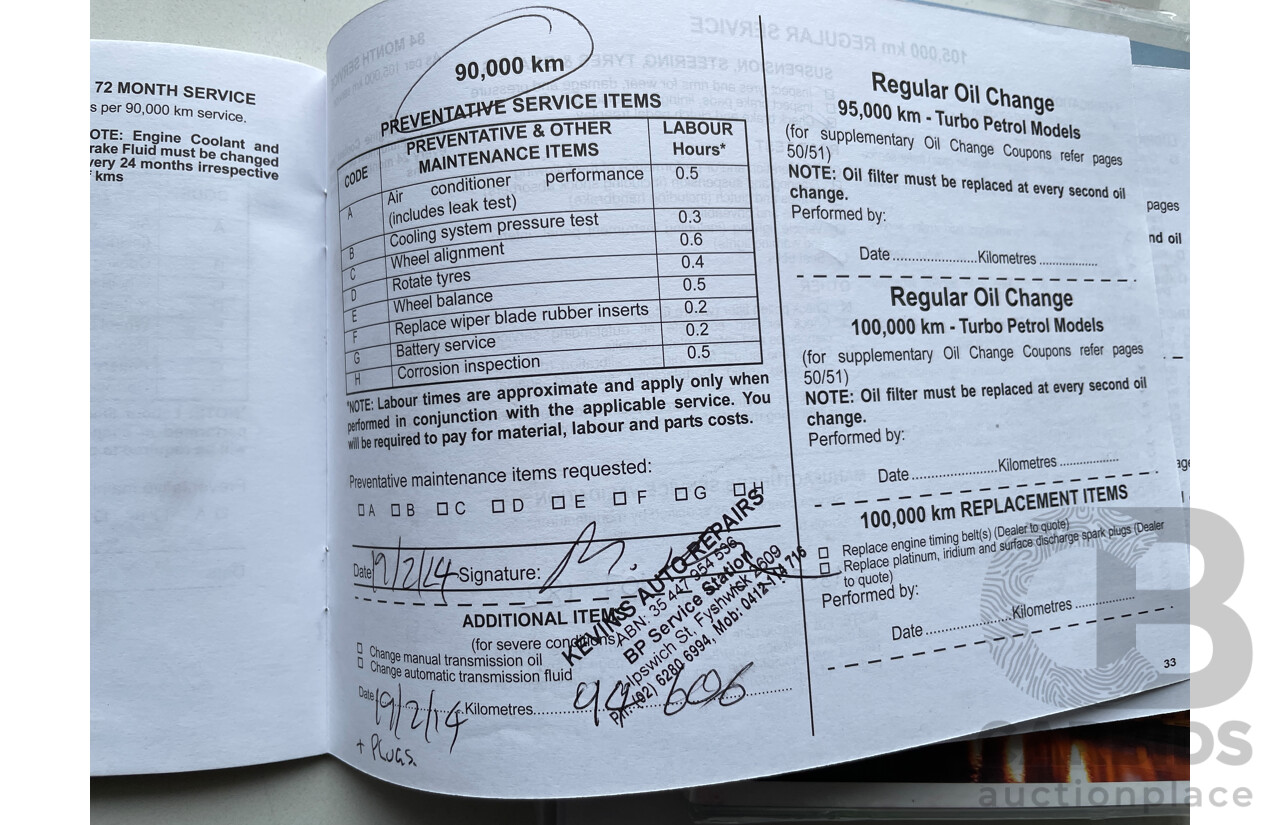 72 MONTH SERVICE
s per 90,000 km service.
OTE: Engine Coolant and
rake Fluid must be changed
very 24 months irrespective
f kms
90,000 km
PREVENTATIVE SERVICE ITEMS
CODE PREVENTATIVE & OTHER MAINTENANCE ITEMS LABOUR Hours*
A Air conditioner performance (includes leak test) 0.5
B Cooling system pressure test 0.3
C Wheel alignment 0.6
D Rotate tyres 0.4
E Wheel balance 0.5
F Replace wiper blade rubber inserts 0.2
G Battery service 0.2
H Corrosion inspection 0.5
*NOTE: Labour times are approximate and apply only when
performed in conjunction with the applicable service. You
will be required to pay for material, labour and parts costs.
Preventative maintenance items requested:
A B C D E F G H
Date 19/2/14 Signature:
ADDITIONAL ITEMS
(for severe conditions)
Change manual transmission oil
Change automatic transmission fluid
Date 19/2/14 Kilometres
+ Plugs.
KEVIN'S AUTO REPAIRS
ABN: 35 447 954 596
BP Service Station
Ipswich St, Fyshwick 2609
Ph: (02) 6280 6994, Mob: 0412 114 716
Regular Oil Change
95,000 km - Turbo Petrol Models
(for supplementary Oil Change Coupons refer pages
50/51)
NOTE: Oil filter must be replaced at every second oil
change.
Performed by:
Date......................Kilometres ...............
Regular Oil Change
100,000 km - Turbo Petrol Models
(for supplementary Oil Change Coupons refer pages
50/51)
NOTE: Oil filter must be replaced at every second oil
change.
Performed by:
Date......................Kilometres ...............
100,000 km REPLACEMENT ITEMS
Replace engine timing belt(s) (Dealer to quote)
Replace platinum, iridium and surface discharge spark plugs (Dealer
to quote)
Performed by:
Date......................Kilometres ...............
33
pages
nd oil
auctionplace